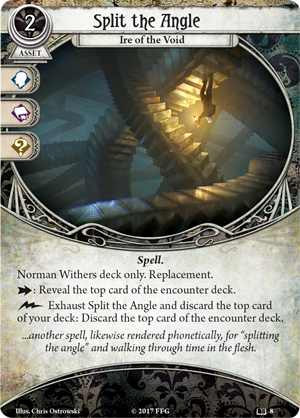 2
Split the Angle
Ire of the Void
ASSET
?
Spell.
Norman Withers deck only. Replacement.
: Reveal the top card of the encounter deck.
Exhaust Split the Angle and discard the top card
of your deck: Discard the top card of the encounter deck.
...another spell, likewise rendered phonetically, for “splitting
the angle” and walking through time in the flesh.
Illus. Chris Ostrowski
© 2017 FFG
8